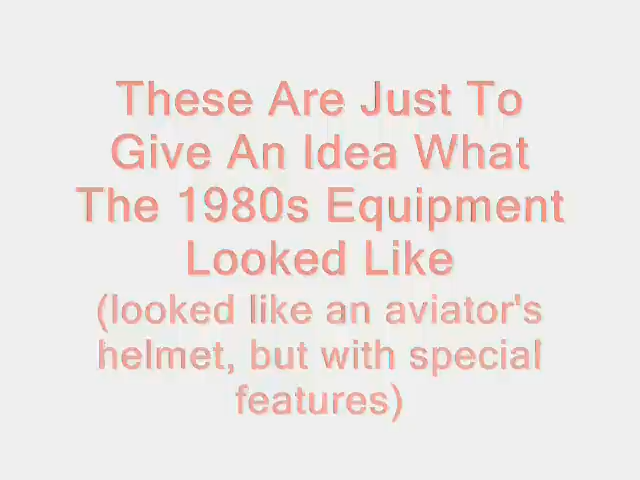 These Are Just To
Give An Idea What
The 1980s Equipment
Looked Like
(looked like an aviator's
helmet, but with special
features)